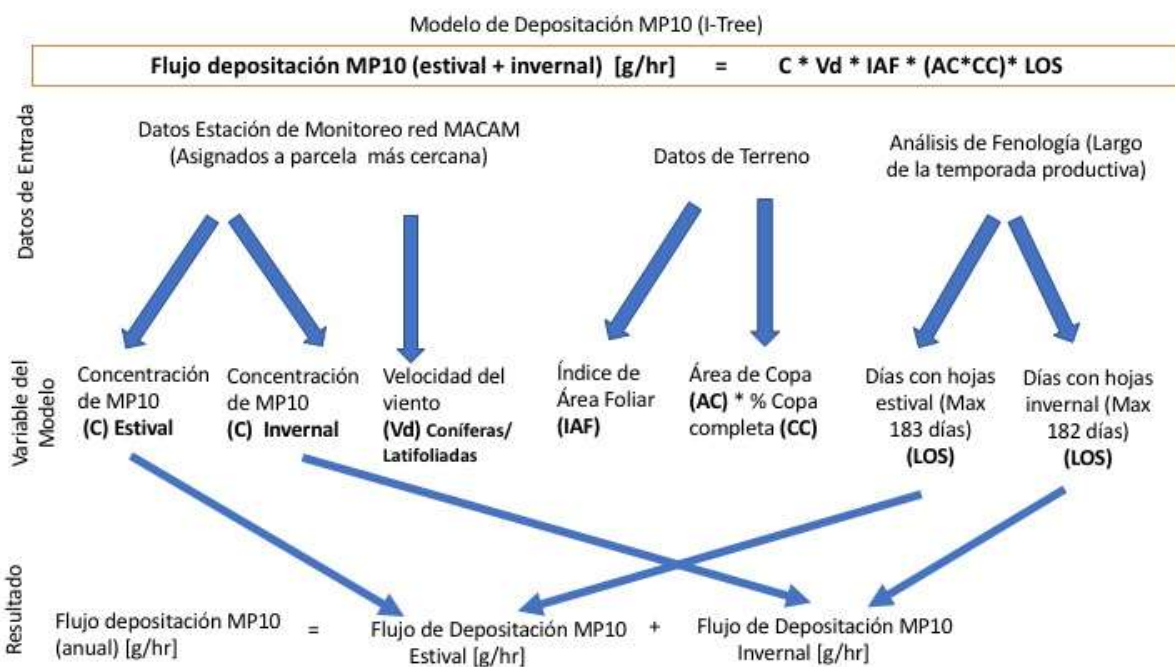 Modelo de Depositación MP10 (I-Tree)
Flujo depositación MP10 (estival + invernal) [g/hr] = C * Vd * IAF * (AC*CC)* LOS
Datos de Entrada
Datos Estación de Monitoreo red MACAM
(Asignados a parcela más cercana)
Datos de Terreno
Análisis de Fenología (Largo
de la temporada productiva)
Variable del
Modelo
Concentración
de MP10
(C) Estival
Concentración
de MP10
(C) Invernal
Velocidad del
viento
(Vd) Coníferas/
Latifoliadas
Índice de
Área Foliar
(IAF)
Área de Copa
(AC) * % Copa
completa (CC)
Días con hojas
estival (Max
183 días)
(LOS)
Días con hojas
invernal (Max
182 días)
(LOS)
Resultado
Flujo depositación MP10
(anual) [g/hr]
=
Flujo de Depositación MP10
Estival [g/hr]
+
Flujo de Depositación MP10
Invernal [g/hr]